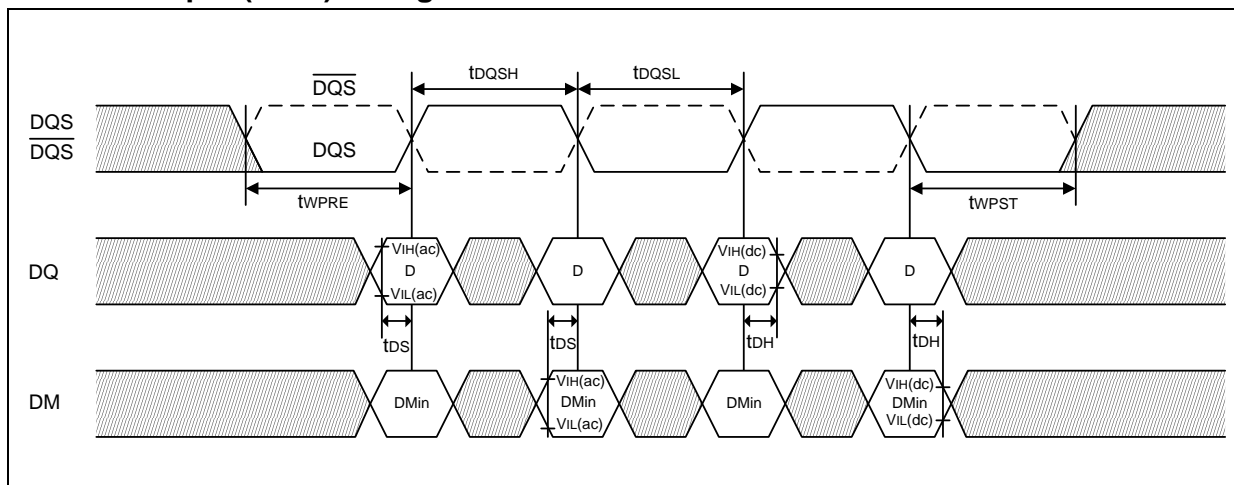 DQS
tDQSH
tDQSL
DQS
DQS
DQS
tWPRE
tWPST
DQ
VIH(ac)
D
VIL(ac)
D
VIH(dc)
D
VIL(dc)
D
tDS
tDS
tDH
tDH
DM
DMin
VIH(ac)
DMin
VIL(ac)
DMin
VIH(dc)
DMin
VIL(dc)